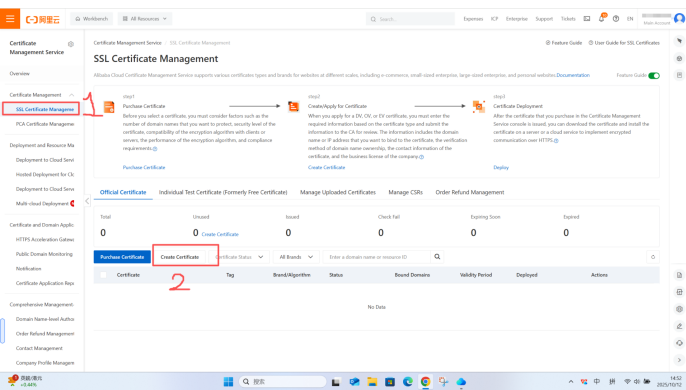 阿里云
Workbench
All Resources
Search...
Expenses ICP Enterprise Support Tickets
EN
Main Account
Certificate Management Service
Overview
Certificate Management
SSL Certificate Manageme
PCA Certificate Manageme
Deployment and Resource Ma
Deployment to Cloud Servi
Hosted Deployment for Clo
Deployment to Cloud Serve
Multi-cloud Deployment
Certificate and Domain Applic
HTTPS Acceleration Gatewa
Public Domain Monitoring
Notification
Certificate Application Repo
Comprehensive Management
Domain Name-level Autho
Order Refund Management
Contact Management
Company Profile Managem
Certificate Management Service / SSL Certificate Management
Feature Guide User Guide for SSL Certificates
SSL Certificate Management
Alibaba Cloud Certificate Management Service supports various certificates types and brands for websites at different scales, including e-commerce, small-sized enterprise, large-sized enterprise, and personal websites.Documentation
Feature Guide
step1
Purchase Certificate
Before you select a certificate, you must consider factors such as the
number of domain names that you want to protect, security level of the
certificate, compatibility of the encryption algorithm with clients or
servers, the performance of the encryption algorithm, and compliance
requirements.
Purchase Certificate
step2
Create/Apply for Certificate
When you apply for a DV, OV, or EV certificate, you must enter the
required information based on the certificate type and submit the
information to the CA for review. The information includes the domain
name or IP address that you want to bind to the certificate, the verification
method of domain name ownership, the contact information of the
certificate, and the business license of the company.
Create Certificate
step3
Certificate Deployment
After the certificate that you purchase in the Certificate Management
Service console is issued, you can download the certificate and install the
certificate on a server or a cloud service to implement encrypted
communication over HTTPS.
Deploy
1
Official Certificate Individual Test Certificate (Formerly Free Certificate) Manage Uploaded Certificates Manage CSRs Order Refund Management
Total Unused Issued Check Fail Expiring Soon Expired
0 0 Create Certificate 0 0 0 0
Purchase Certificate Create Certificate Certificate Status All Brands Enter a domain name or resource ID
2
Certificate Tag Brand/Algorithm Status Bound Domains Validity Period Deployed Actions
No Data
英镑/美元
+0.44%
搜索
中 拼
14:52
2025/10/12